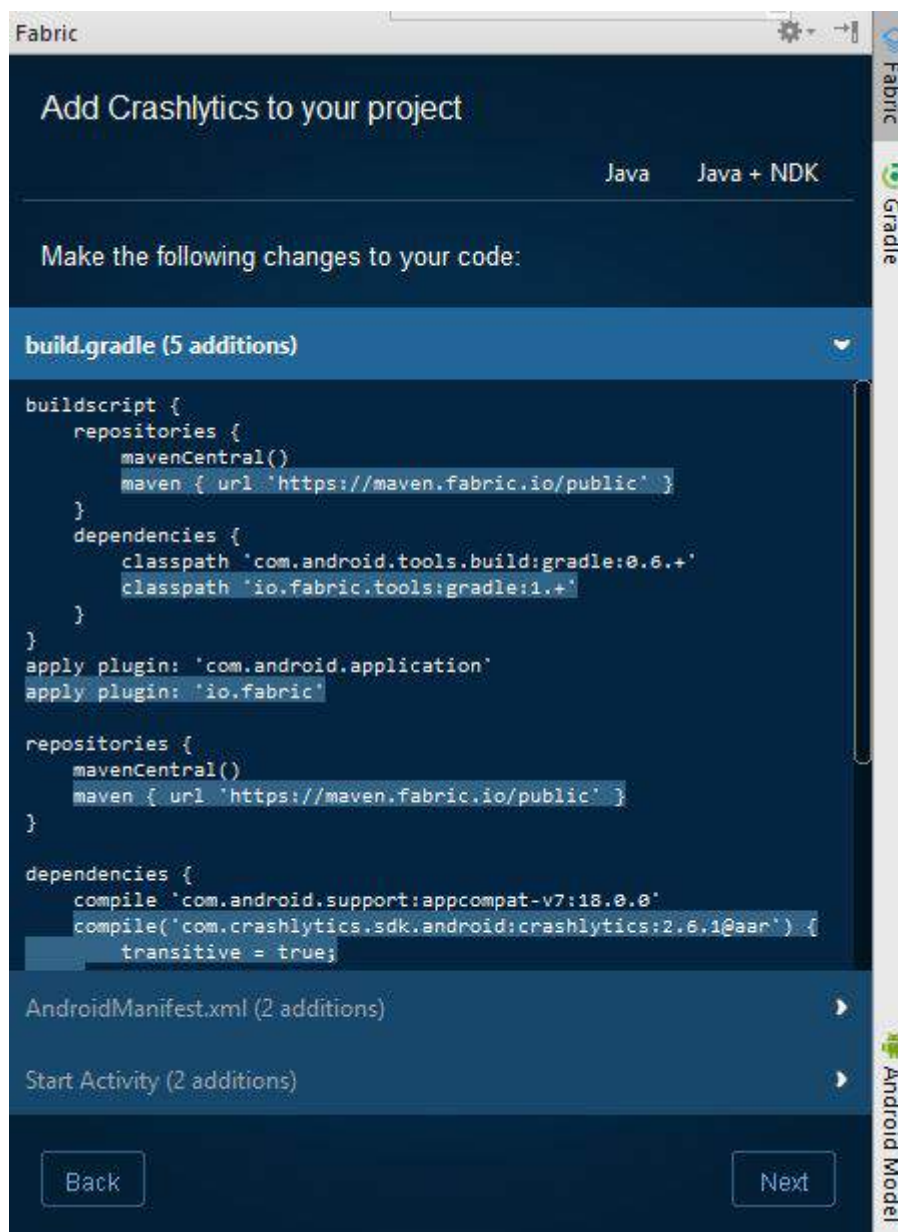 Fabric
Add Crashlytics to your project
Java Java + NDK
Make the following changes to your code:
build.gradle (5 additions)
buildscript {
    repositories {
        mavenCentral()
        maven { url 'https://maven.fabric.io/public' }
    }
    dependencies {
        classpath 'com.android.tools.build:gradle:0.6.+'
        classpath 'io.fabric.tools:gradle:1.+'
    }
}
apply plugin: 'com.android.application'
apply plugin: 'io.fabric'
repositories {
    mavenCentral()
    maven { url 'https://maven.fabric.io/public' }
}
dependencies {
    compile 'com.android.support:appcompat-v7:18.0.0'
    compile('com.crashlytics.sdk.android:crashlytics:2.6.1@aar') {
        transitive = true;
AndroidManifest.xml (2 additions)
Start Activity (2 additions)
Back Next
Fabric
Gradle
Android Model